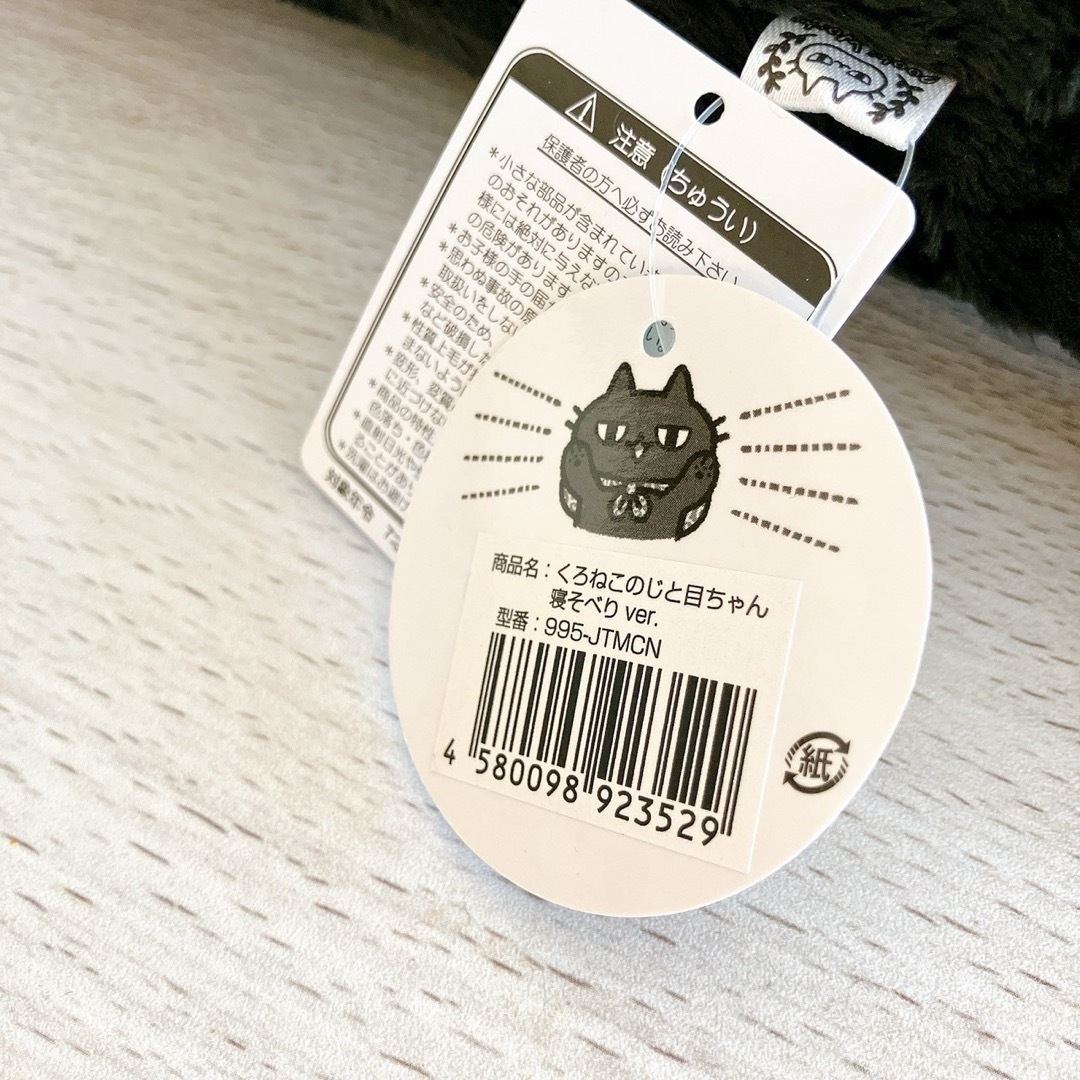 注意(ちゅうい)
保護者の方へ必ずお読み下さい
*小さな部品が含まれてい
のおそれがありますの
様には絶対に与えな
の危険があります
*お子様の手の届
*思わぬ事故の原
取扱いをしな
*安全のため、
など破損した
*性質上毛が
まないよう
*変形、変質
に近づけな
*商品の特性
色落ち・色
*直射日光や
ることがあ
*洗濯はお避け
対象年令
商品名:くろねこのじと目ちゃん
寝そべり ver.
型番:995-JTMCN
4 580098 923529
紙